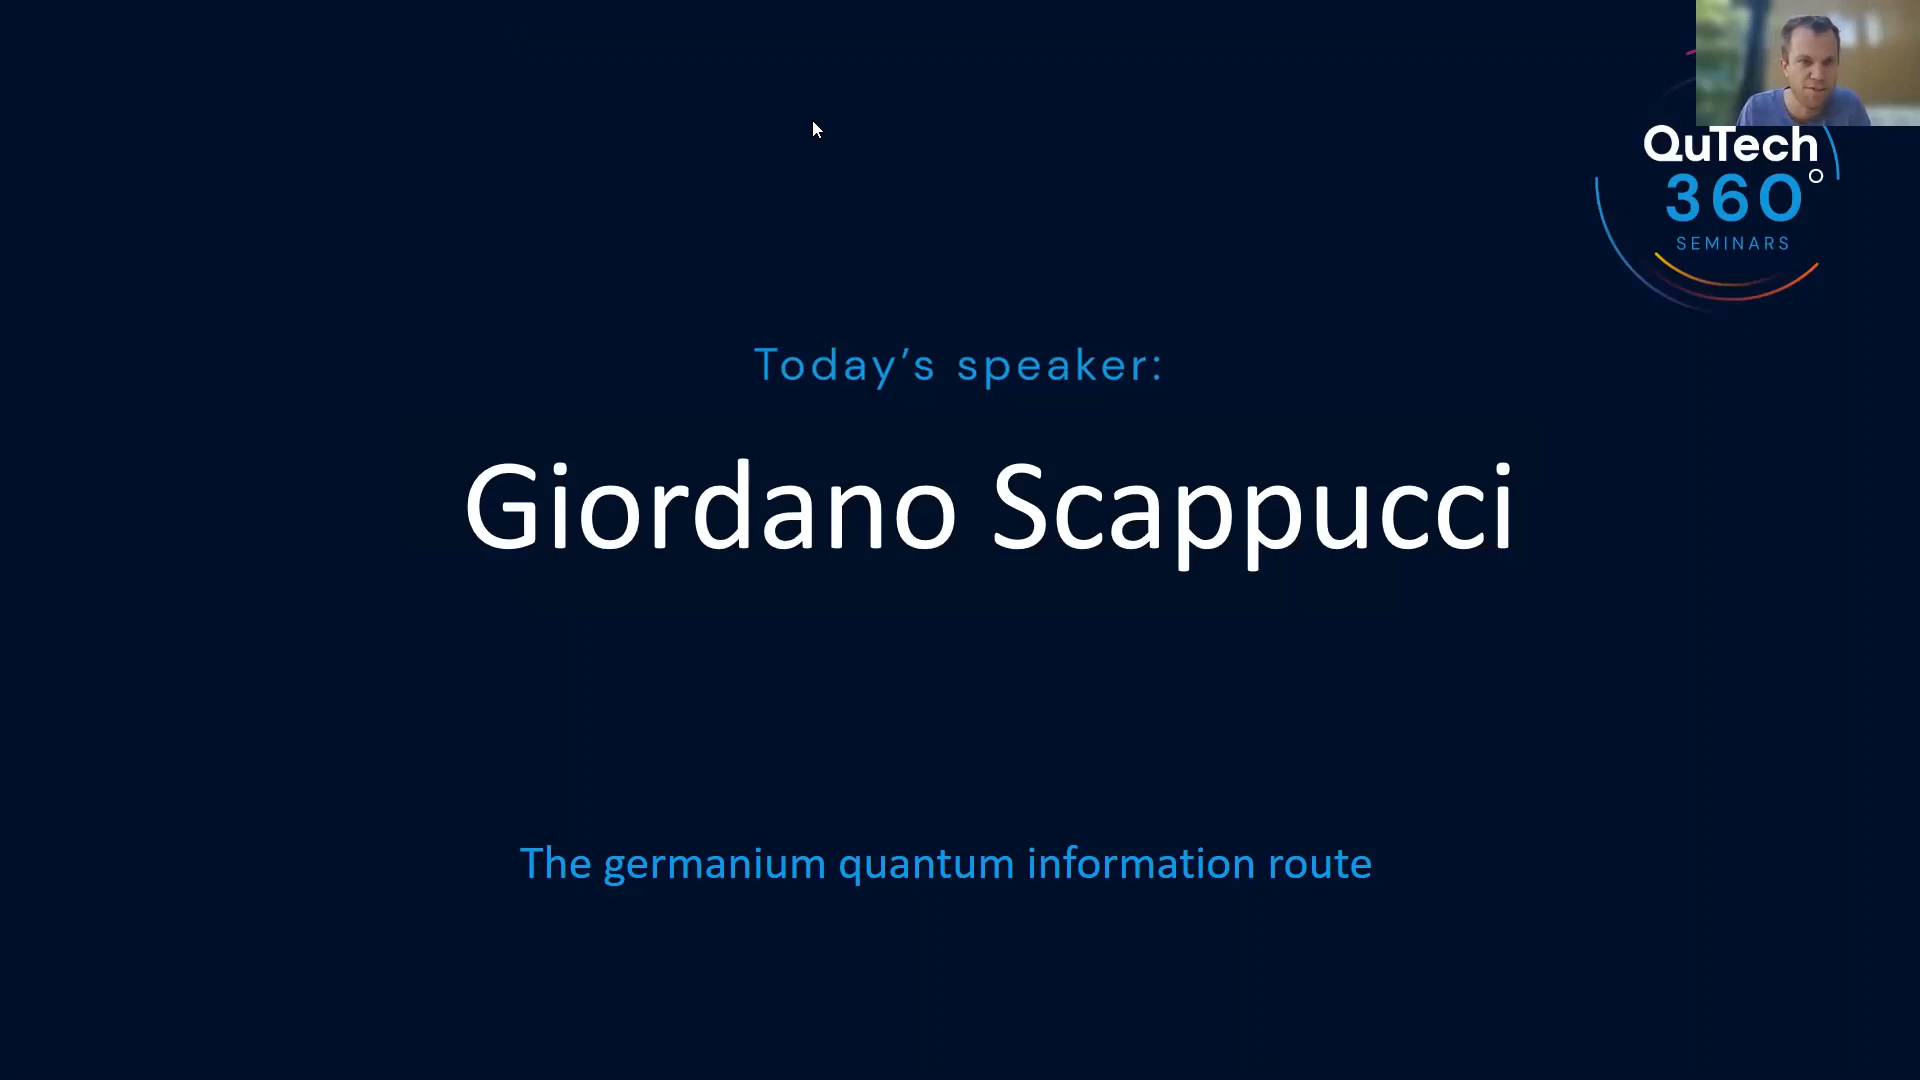 QuTech
360°
SEMINARS
Today’s speaker:
Giordano Scappucci
The germanium quantum information route